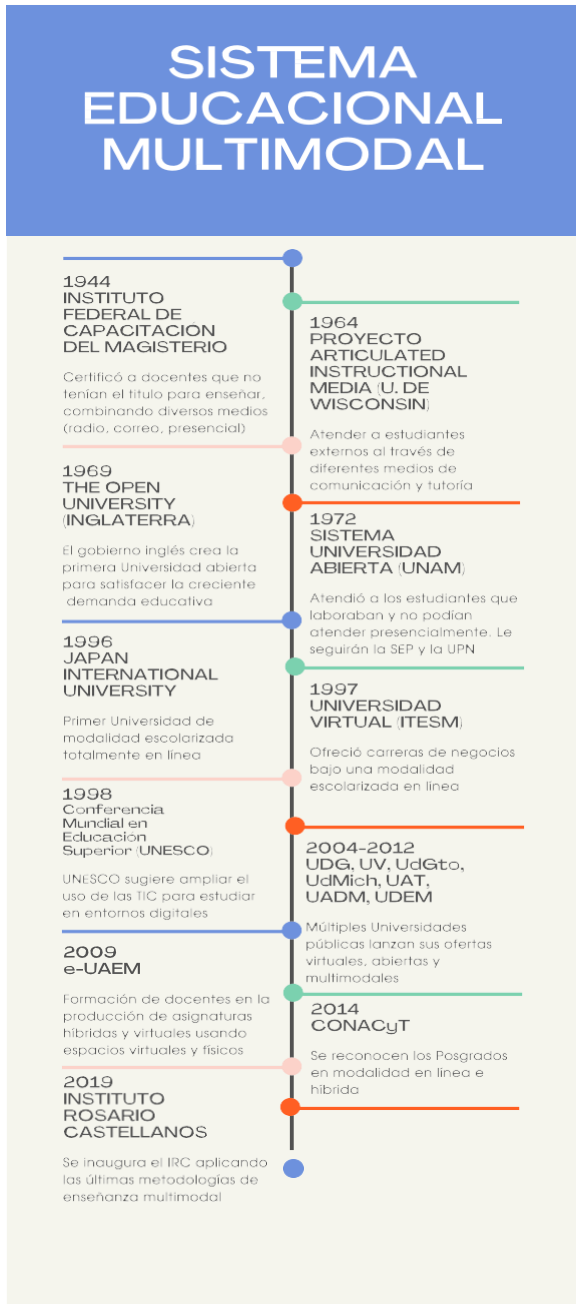 SISTEMA
EDUCACIONAL
MULTIMODAL
1944
INSTITUTO
FEDERAL DE
CAPACITACIÓN
DEL MAGISTERIO
Certificó a docentes que no
tenían el titulo para enseñar,
combinando diversos medios
(radio, correo, presencial)
1964
PROYECTO
ARTICULATED
INSTRUCTIONAL
MEDIA (U. DE
WISCONSIN)
Atender a estudiantes
externos al través de
diferentes medios de
comunicación y tutoría
1969
THE OPEN
UNIVERSITY
(INGLATERRA)
El gobierno inglés crea la
primera Universidad abierta
para satisfacer la creciente
demanda educativa
1972
SISTEMA
UNIVERSIDAD
ABIERTA (UNAM)
Atendió a los estudiantes que
laboraban y no podían
atender presencialmente. Le
seguirán la SEP y la UPN
1996
JAPAN
INTERNATIONAL
UNIVERSITY
Primer Universidad de
modalidad escolarizada
totalmente en línea
1997
UNIVERSIDAD
VIRTUAL (ITESM)
Ofreció carreras de negocios
bajo una modalidad
escolarizada en línea
1998
Conferencia
Mundial en
Educación
Superior (UNESCO)
UNESCO sugiere ampliar el
uso de las TIC para estudiar
en entornos digitales
2004-2012
UDG, UV, UdGto,
UdMich, UAT,
UADM, UDEM
Múltiples Universidades
públicas lanzan sus ofertas
virtuales, abiertas y
multimodales
2009
e-UAEM
Formación de docentes en la
producción de asignaturas
híbridas y virtuales usando
espacios virtuales y físicos
2014
CONACyT
Se reconocen los Posgrados
en modalidad en línea e
híbrida
2019
INSTITUTO
ROSARIO
CASTELLANOS
Se inaugura el IRC aplicando
las últimas metodologías de
enseñanza multimodal